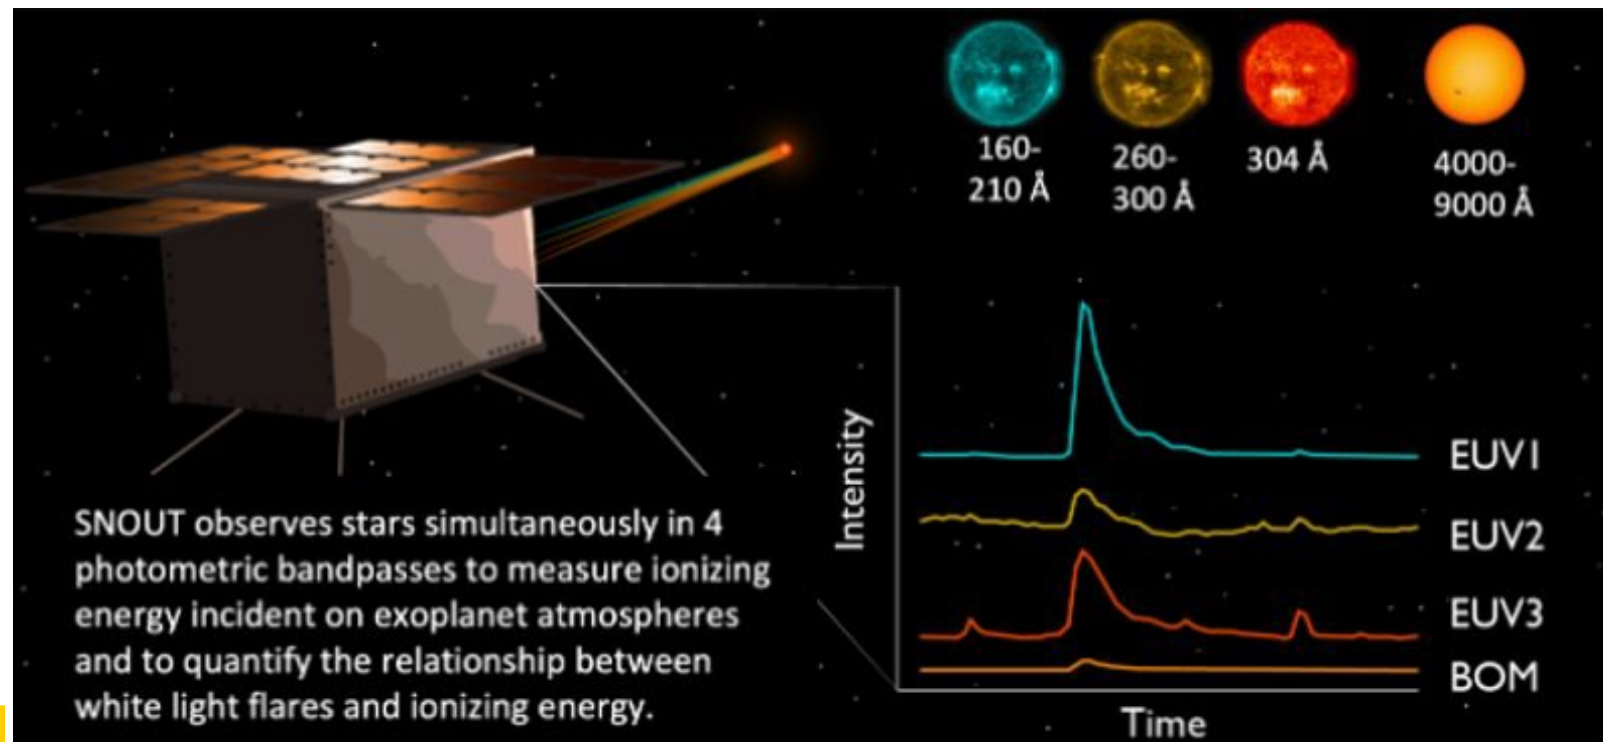 160-
210 Å
260-
300 Å
304 Å
4000-
9000 Å
SNOUT observes stars simultaneously in 4
photometric bandpasses to measure ionizing
energy incident on exoplanet atmospheres
and to quantify the relationship between
white light flares and ionizing energy.
Intensity
EUV1
EUV2
EUV3
BOM
Time